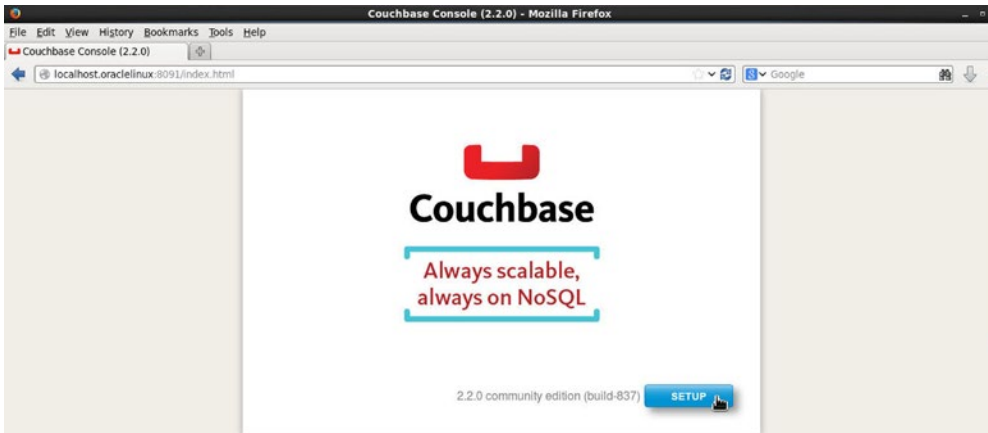 Couchbase Console (2.2.0) - Mozilla Firefox
File Edit View History Bookmarks Tools Help
Couchbase Console (2.2.0)
localhost.oraclelinux:8091/index.html
Google
Couchbase
Always scalable,
always on NoSQL
2.2.0 community edition (build-837)
SETUP